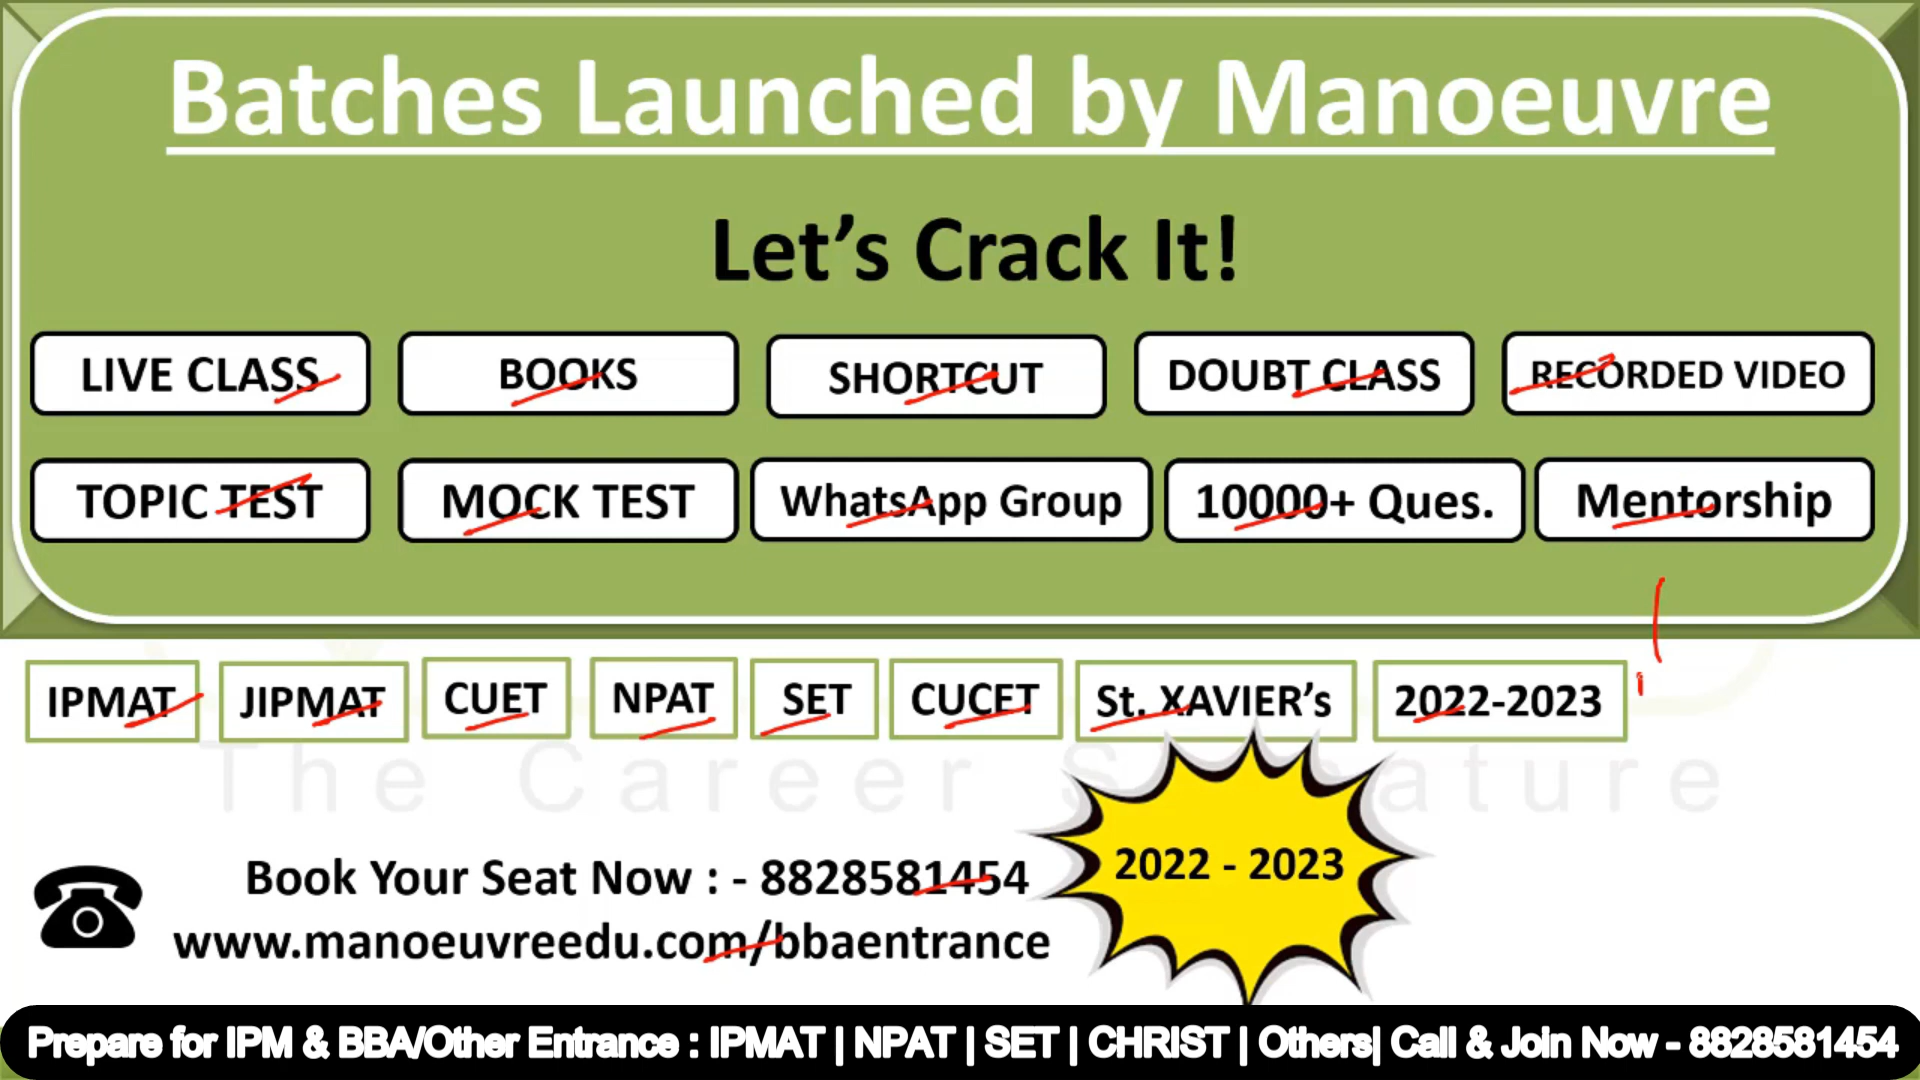 Batches Launched by Manoeuvre
Let's Crack It!
LIVE CLASS BOOKS SHORTCUT DOUBT CLASS RECORDED VIDEO
TOPIC TEST MOCK TEST WhatsApp Group 10000+ Ques. Mentorship
IPMAT JIPMAT CUET NPAT SET CUCET St. XAVIER's 2022-2023
The Career S ature
2022 - 2023
Book Your Seat Now : - 8828581454
www.manoeuvreedu.com/bbaentrance
Prepare for IPM & BBA/Other Entrance : IPMAT | NPAT | SET | CHRIST | Others| Call & Join Now - 8828581454